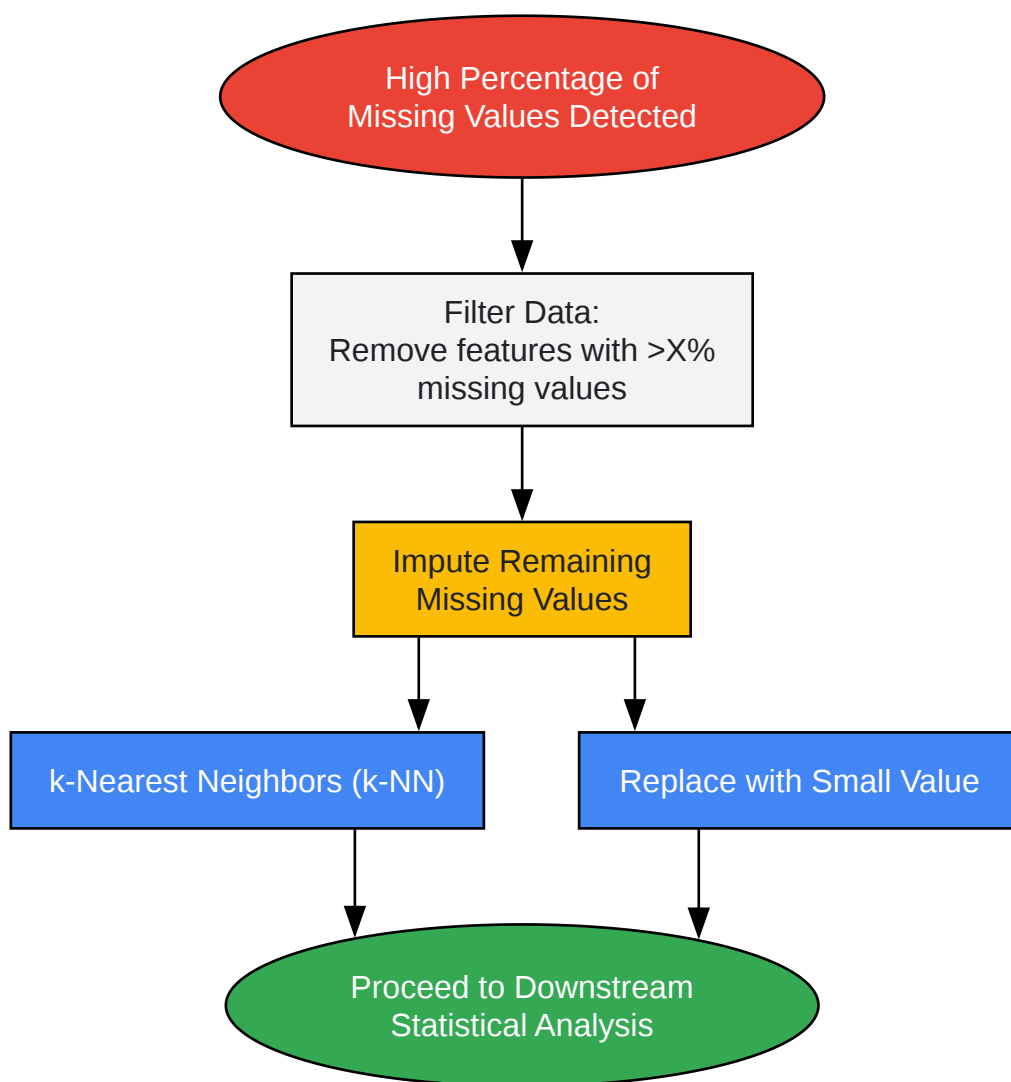 High Percentage of
Missing Values Detected
Filter Data:
Remove features with >X%
missing values
Impute Remaining
Missing Values
k-Nearest Neighbors (k-NN)
Replace with Small Value
Proceed to Downstream
Statistical Analysis